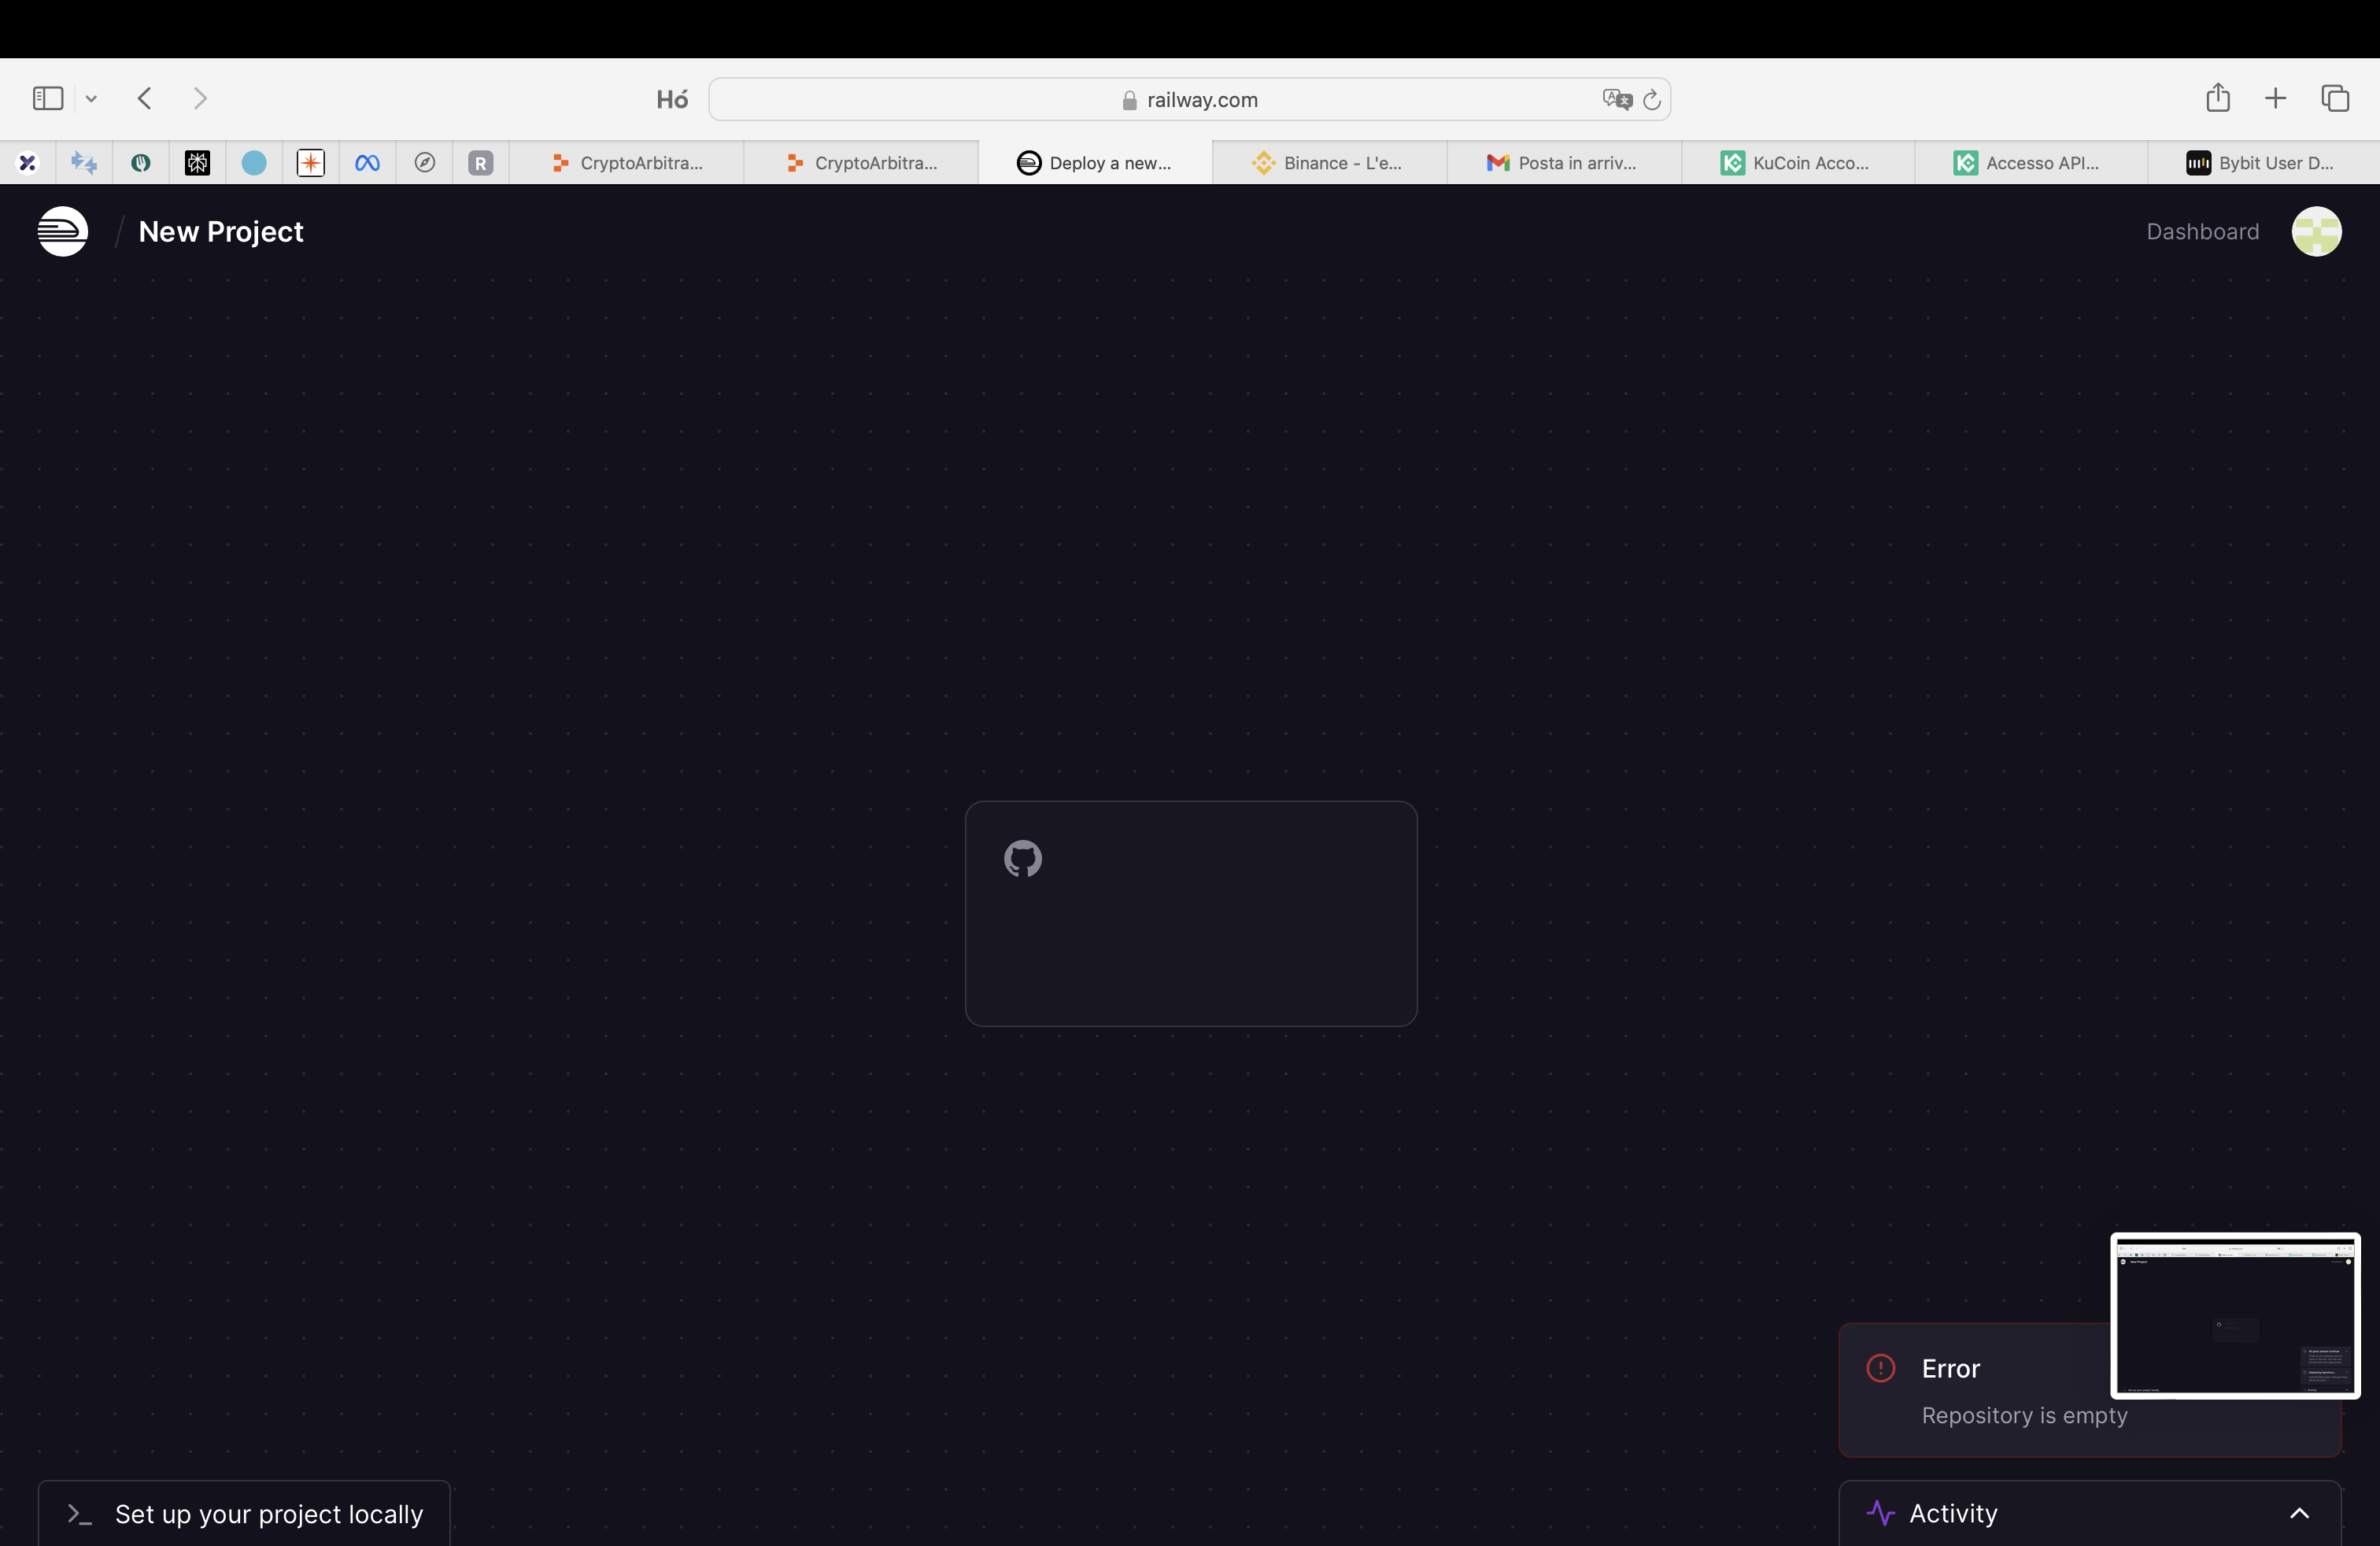 Hó
railway.com
R
CryptoArbitra...
CryptoArbitra...
Deploy a new...
Binance - L'e...
Posta in arriv...
KuCoin Acco...
Accesso API...
Bybit User D...
New Project
Dashboard
Error
Repository is empty
Set up your project locally
Activity